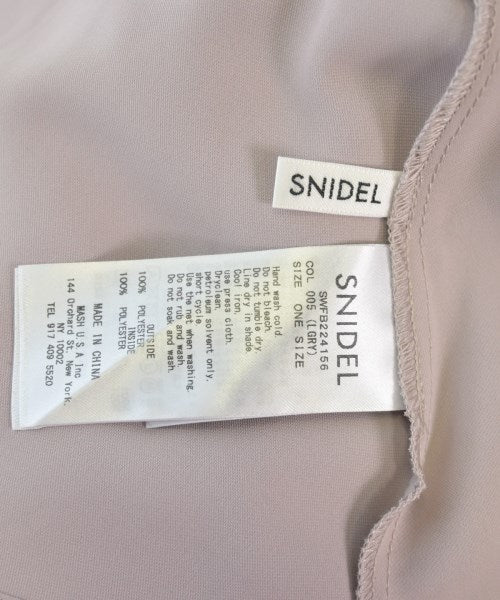 SNIDEL
SNIDEL
SWFB224156
COL 005 (LGRY)
SIZE ONE SIZE
Hand wash cold.
Do not bleach.
Do not tumble dry.
Line dry in shade.
Cool iron.
use press cloth.
Dryclean.
petroleum solvent only.
short cycle.
Use the net when washing.
Do not rub and wash.
Do not soak and wash.
OUTSIDE
100% POLYESTER
INSIDE
100% POLYESTER
MADE IN CHINA
MASH U.S.A Inc
144 Orchard St. New York.
NY 10002
TEL 917 409 5520